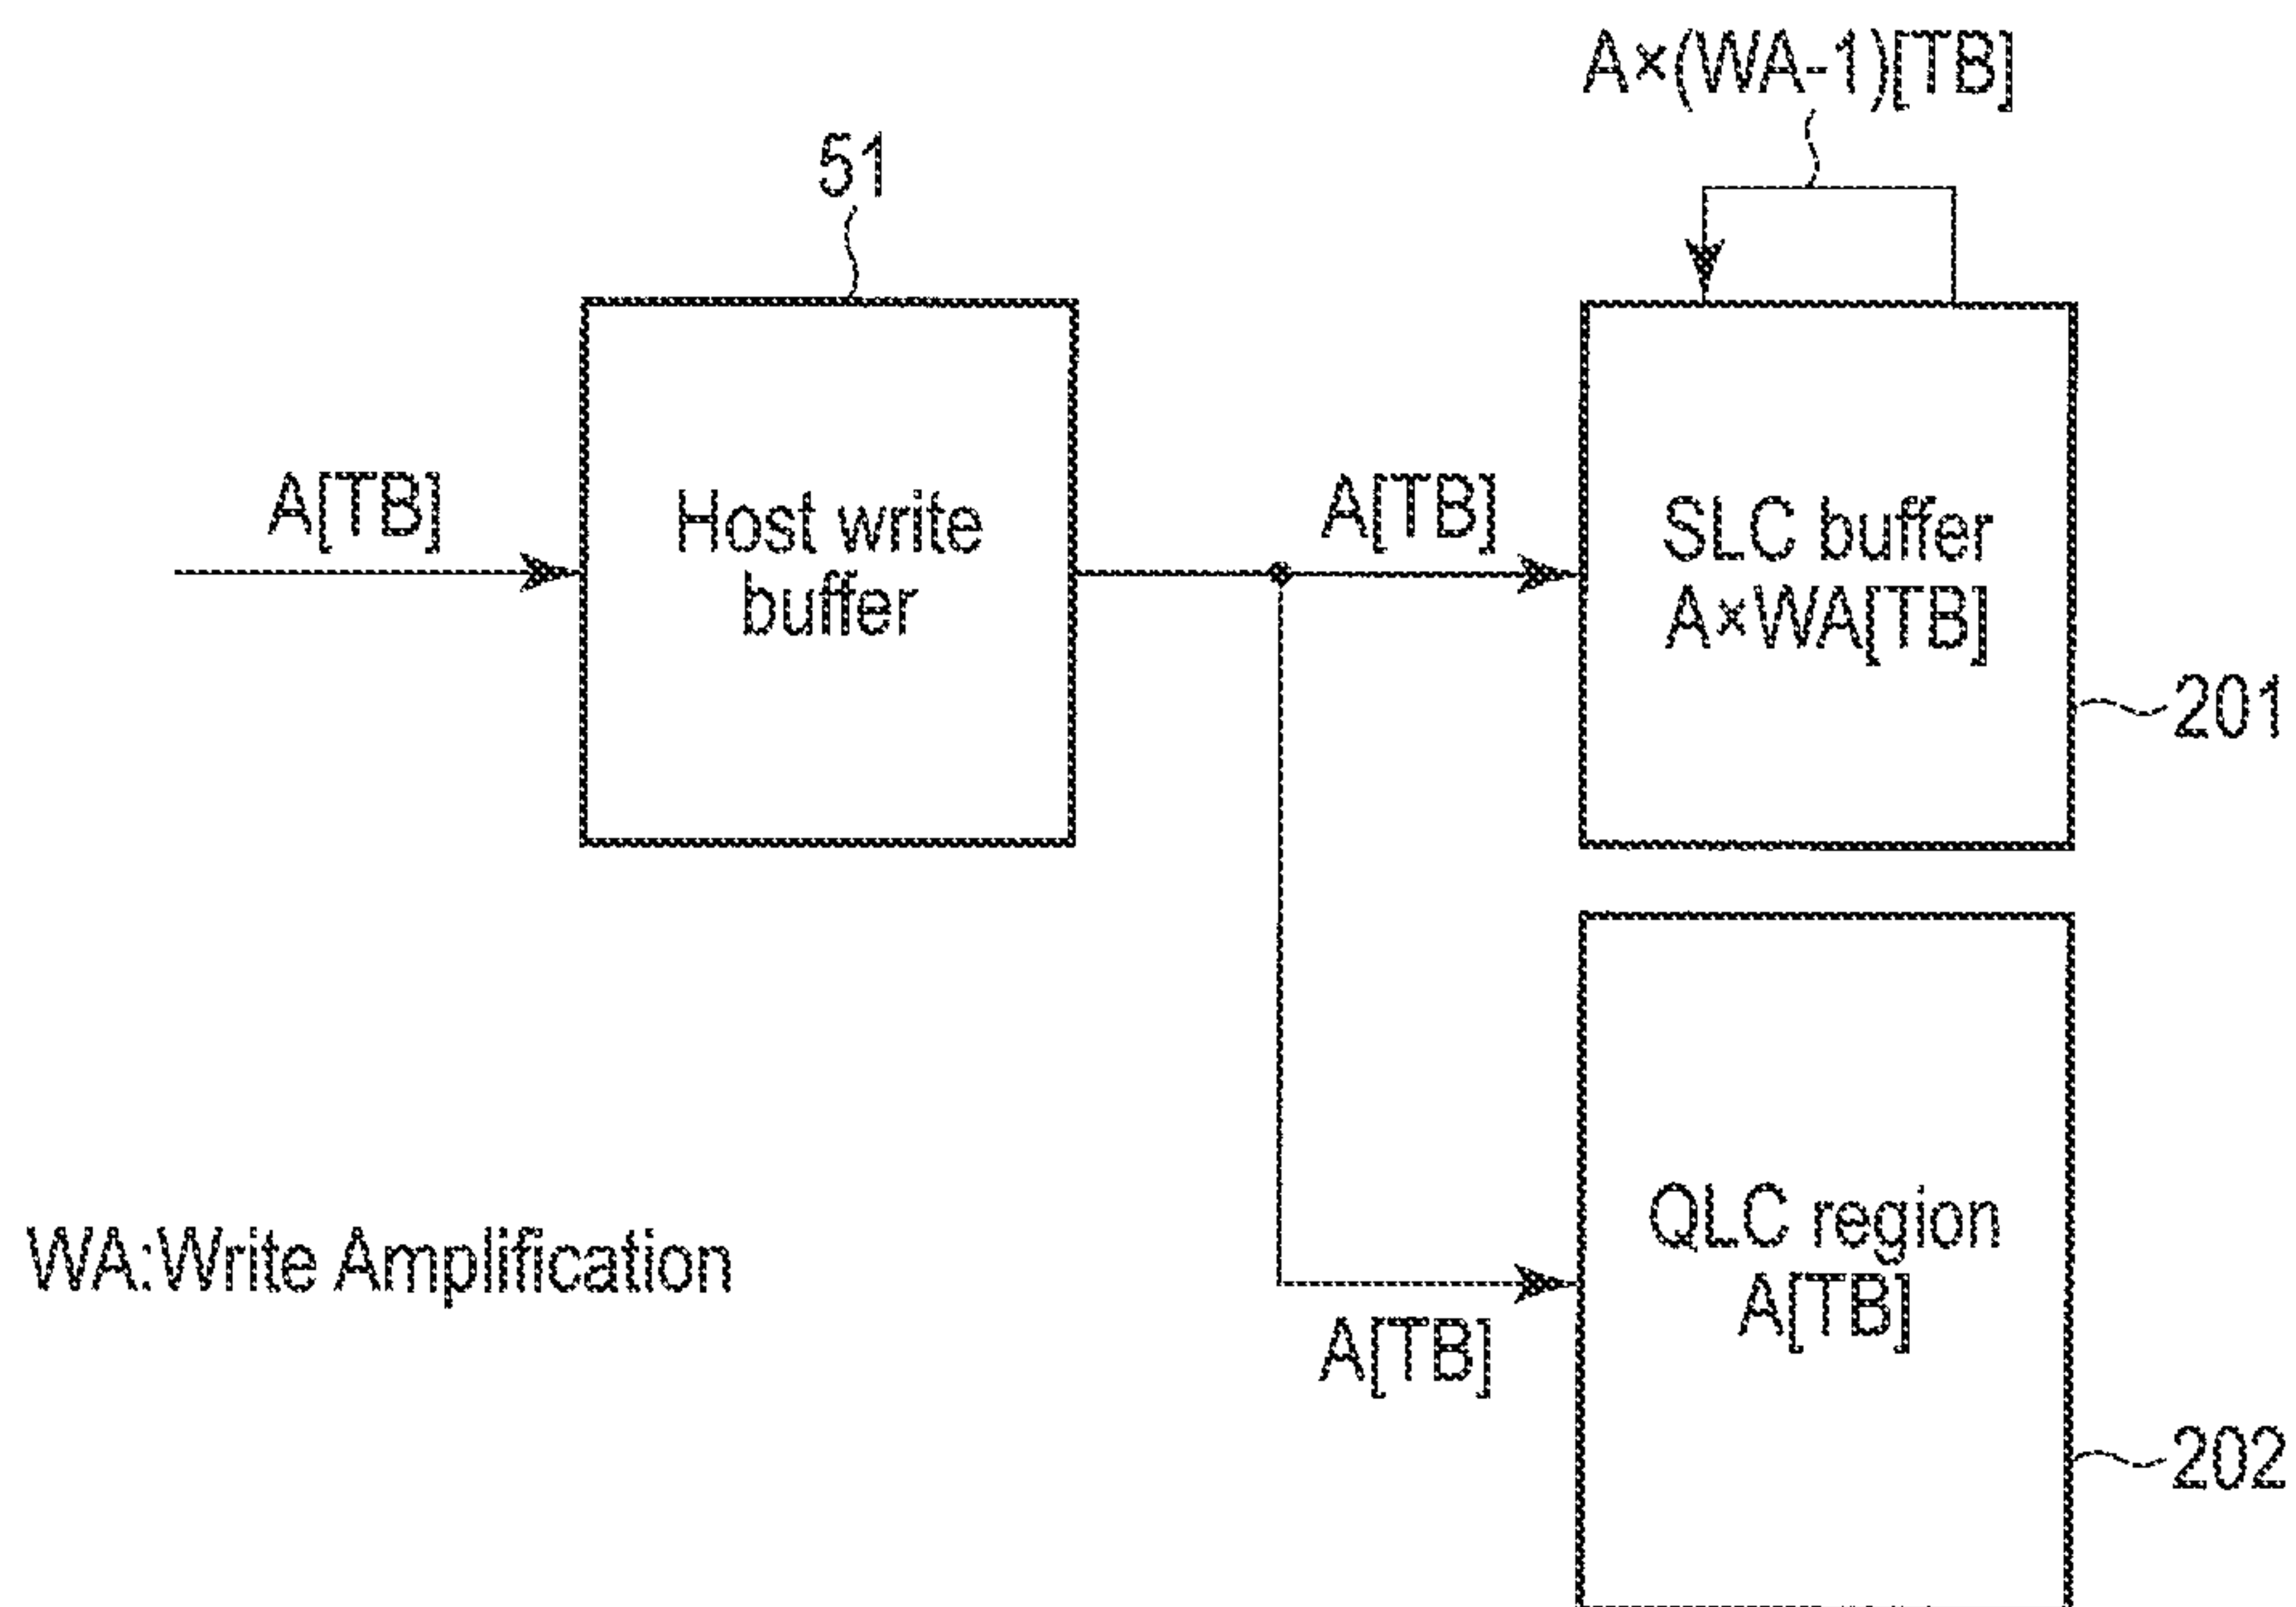 A×(WA-1)[TB]
51
A[TB]
Host write
buffer
A[TB]
SLC buffer
A×WA[TB]
201
QLC region
A[TB]
A[TB]
202
WA:Write Amplification